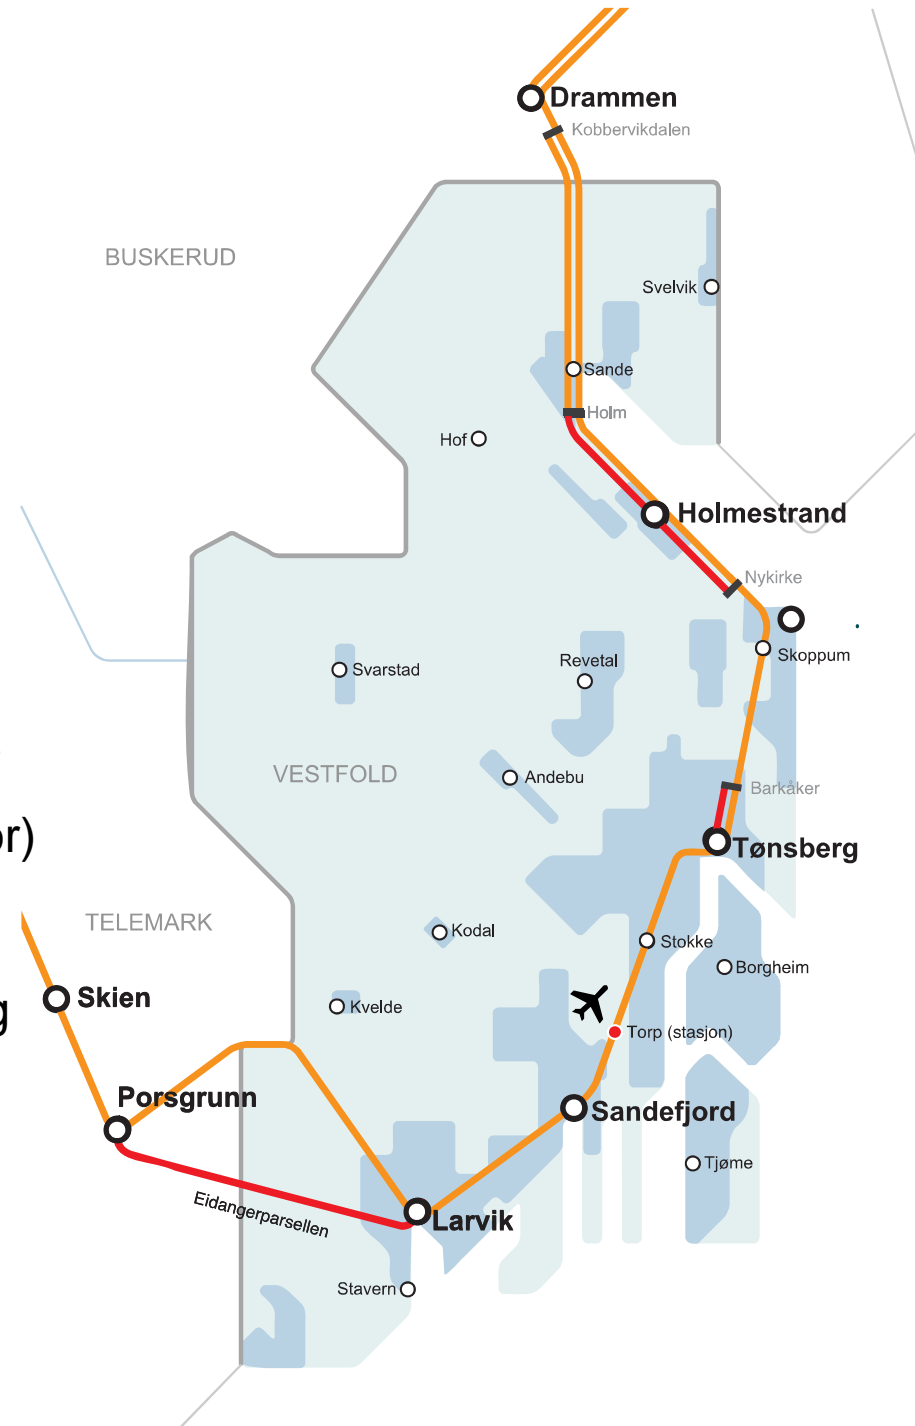 Drammen
Kobbervikdalen
BUSKERUD
Svelvik
Sande
Holm
Hof
Holmestrand
Nykirke
Skoppum
Revetal
Svarstad
VESTFOLD
Andebu
Barkåker
or)
Tønsberg
TELEMARK
Kodal
Stokke
Borgheim
Skien
g
Kvelde
Torp (stasjon)
Porsgrunn
Sandefjord
Tjøme
Eidangerparsellen
Larvik
Stavern